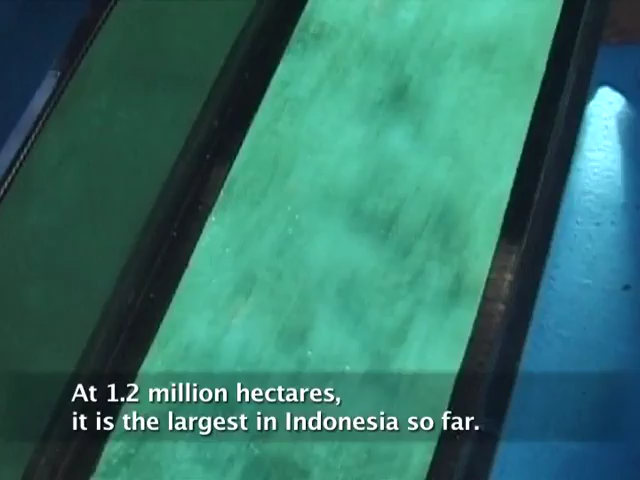 At 1.2 million hectares,
it is the largest in Indonesia so far.